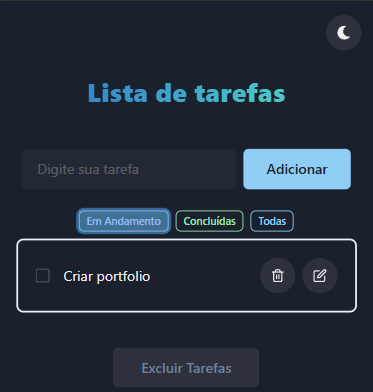 Lista de tarefas
Digite sua tarefa
Adicionar
Em Andamento
Concluídas
Todas
Criar portfolio
Excluir Tarefas